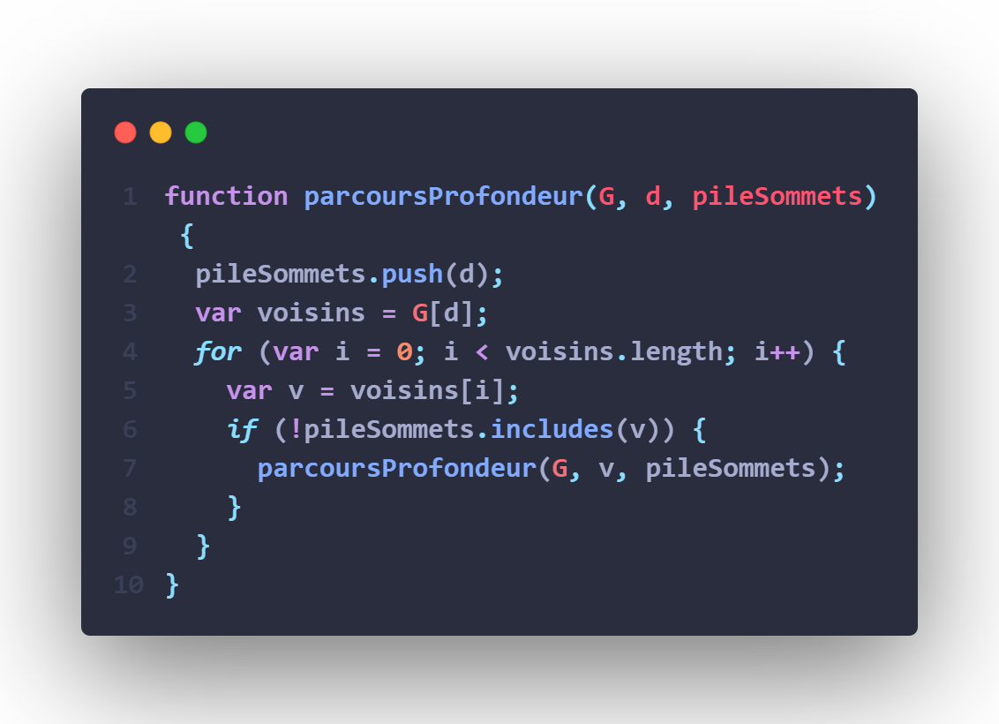 1 function parcoursProfondeur(G, d, pileSommets)
{
2 pileSommets.push(d);
3 var voisins = G[d];
4 for (var i = 0; i < voisins.length; i++) {
5 var v = voisins[i];
6 if (!pileSommets.includes(v)) {
7 parcoursProfondeur(G, v, pileSommets);
8 }
9 }
10 }